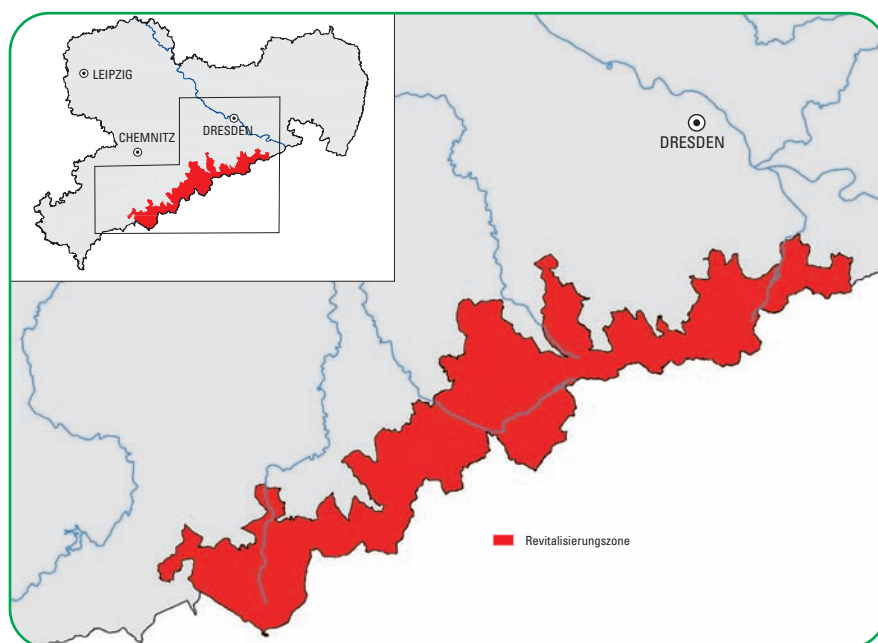 LEIPZIG
CHEMNITZ
DRESDEN
DRESDEN
Revitalisierungszone